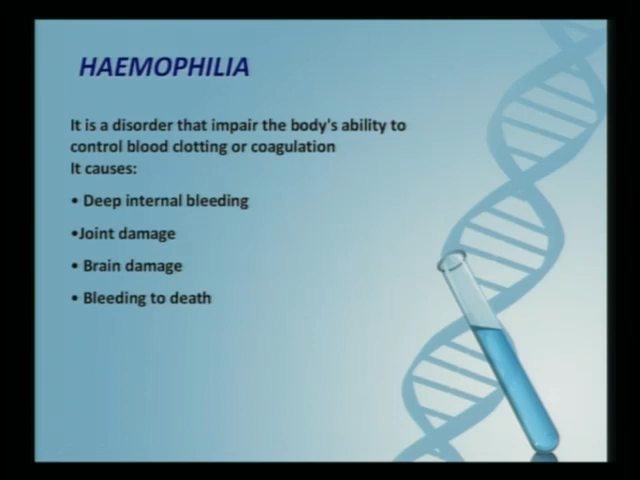 HAEMOPHILIA
It is a disorder that impair the body's ability to
control blood clotting or coagulation
It causes:
• Deep internal bleeding
•Joint damage
• Brain damage
• Bleeding to death